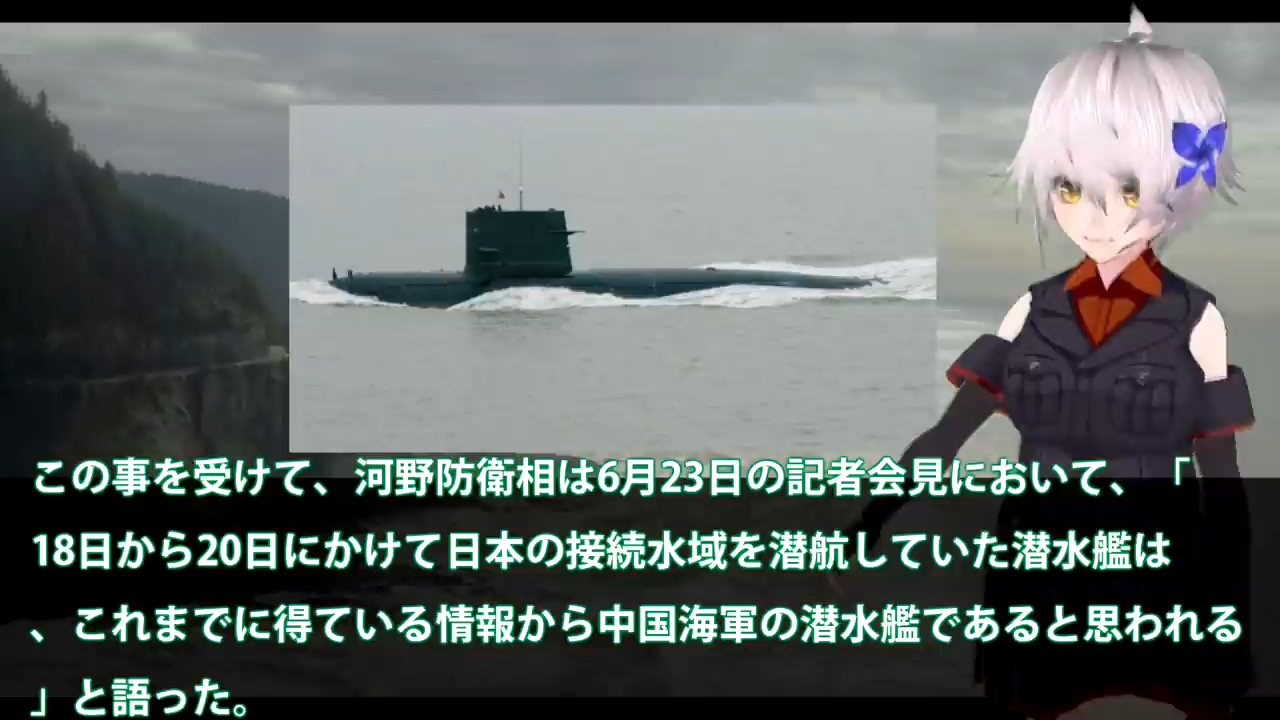 この事を受けて、河野防衛相は6月23日の記者会見において、「
18日から20日にかけて日本の接続水域を潜航していた潜水艦は
、これまでに得ている情報から中国海軍の潜水艦であると思われる
」と語った。